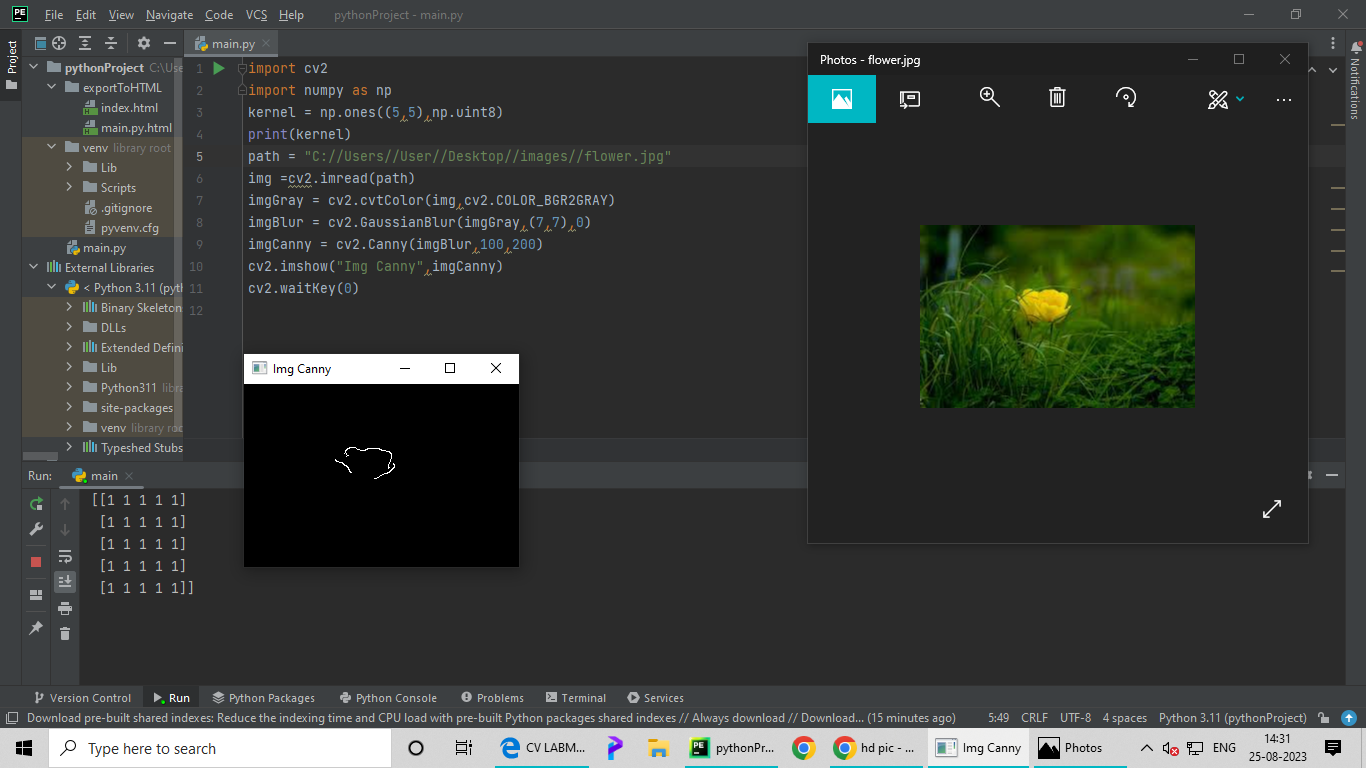 PE File Edit View Navigate Code VCS Help pythonProject - main.py
Project
main.py
pythonProject C:\Use
exportToHTML
index.html
main.py.html
venv library root
Lib
Scripts
.gitignore
pyvenv.cfg
main.py
External Libraries
< Python 3.11 (pyth
Binary Skeleton
DLLs
Extended Defini
Lib
Python311 libra
site-packages
venv library roo
Typeshed Stubs
1 import cv2
2 import numpy as np
3 kernel = np.ones((5,5),np.uint8)
4 print(kernel)
5 path = "C://Users//User//Desktop//images//flower.jpg"
6 img =cv2.imread(path)
7 imgGray = cv2.cvtColor(img,cv2.COLOR_BGR2GRAY)
8 imgBlur = cv2.GaussianBlur(imgGray,(7,7),0)
9 imgCanny = cv2.Canny(imgBlur,100,200)
10 cv2.imshow("Img Canny",imgCanny)
11 cv2.waitKey(0)
12
Photos - flower.jpg
Notifications
Img Canny
Run: main
[[1 1 1 1 1]
[1 1 1 1 1]
[1 1 1 1 1]
[1 1 1 1 1]
[1 1 1 1 1]]
Version Control Run Python Packages Python Console Problems Terminal Services
Download pre-built shared indexes: Reduce the indexing time and CPU load with pre-built Python packages shared indexes // Always download // Download... (15 minutes ago) 5:49 CRLF UTF-8 4 spaces Python 3.11 (pythonProject)
Type here to search CV LABM... pythonPr... hd pic - ... Img Canny Photos ENG 14:31
25-08-2023